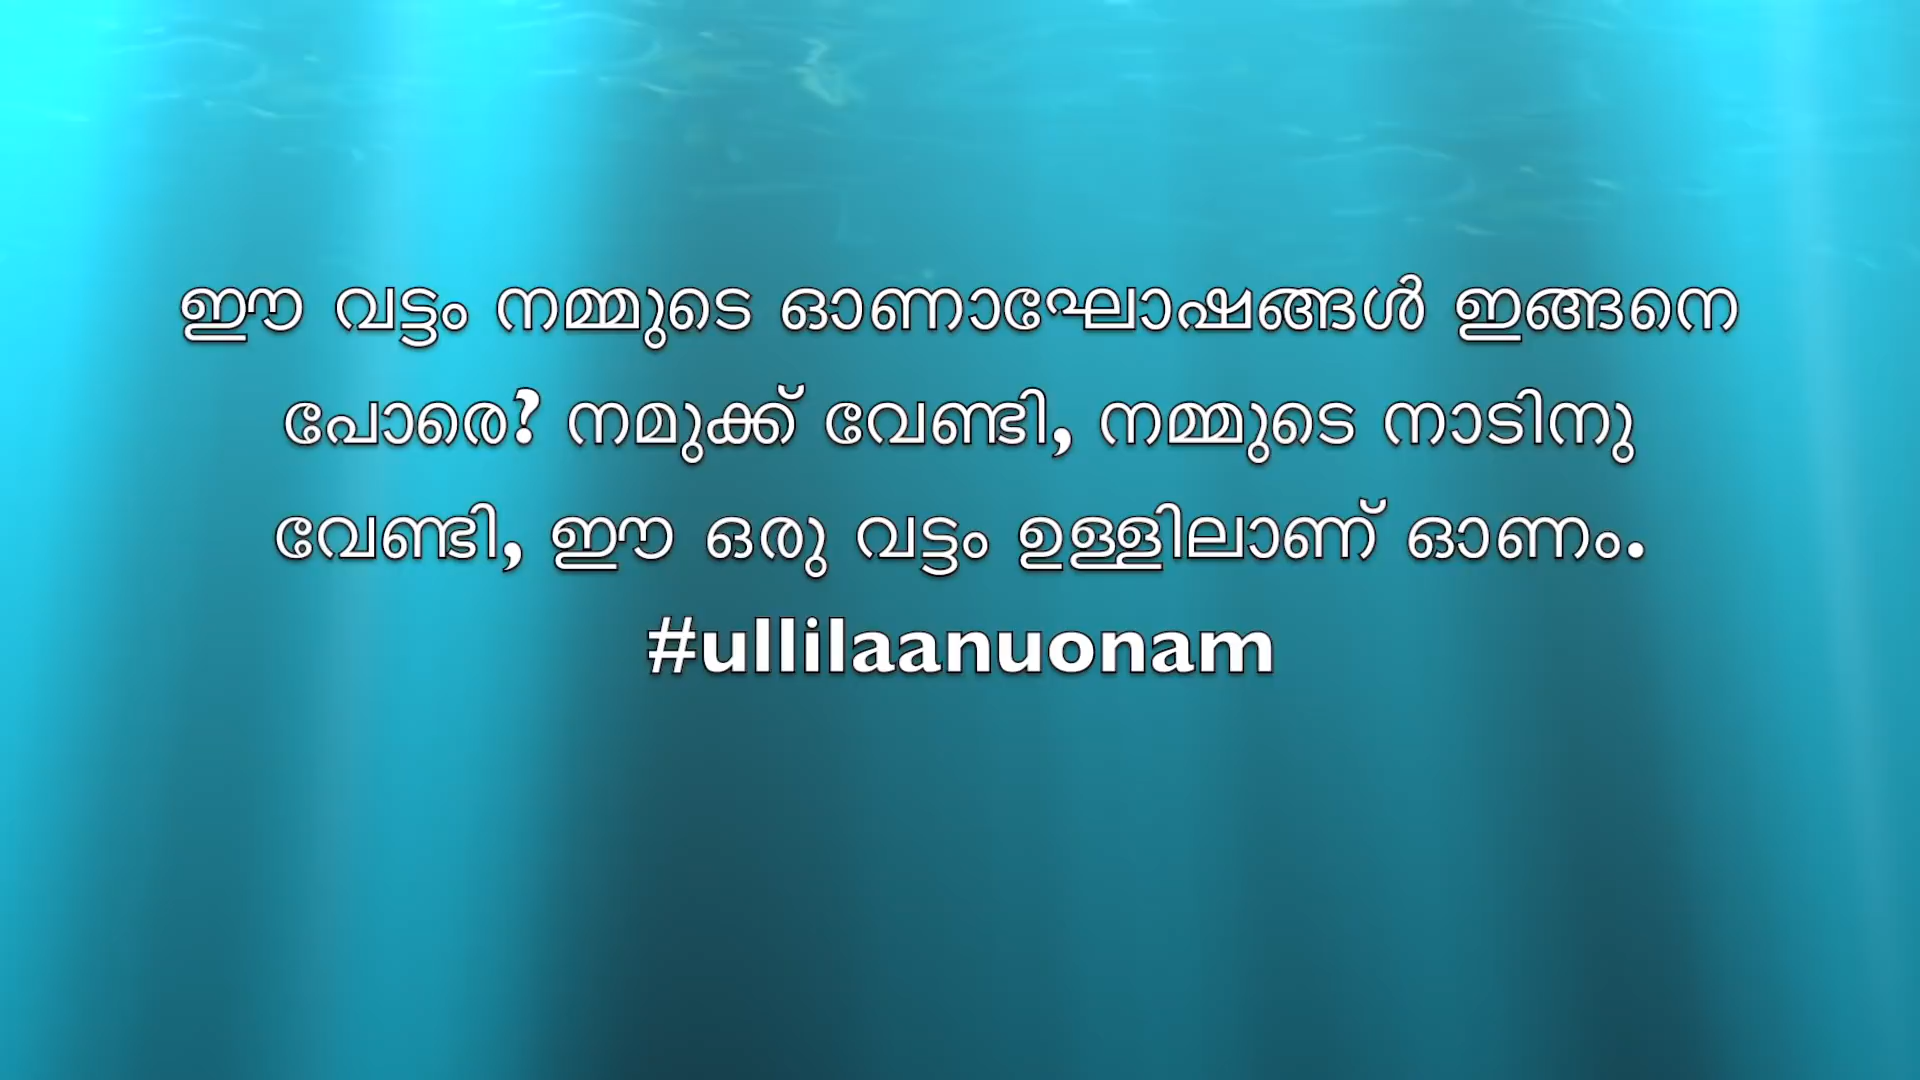 ഈ വട്ടം നമ്മുടെ ഓണാഘോഷങ്ങൾ ഇങ്ങനെ
പോരെ? നമുക്ക് വേണ്ടി, നമ്മുടെ നാടിനു
വേണ്ടി, ഈ ഒരു വട്ടം ഉള്ളിലാണ് ഓണം.
#ullilaanuonam